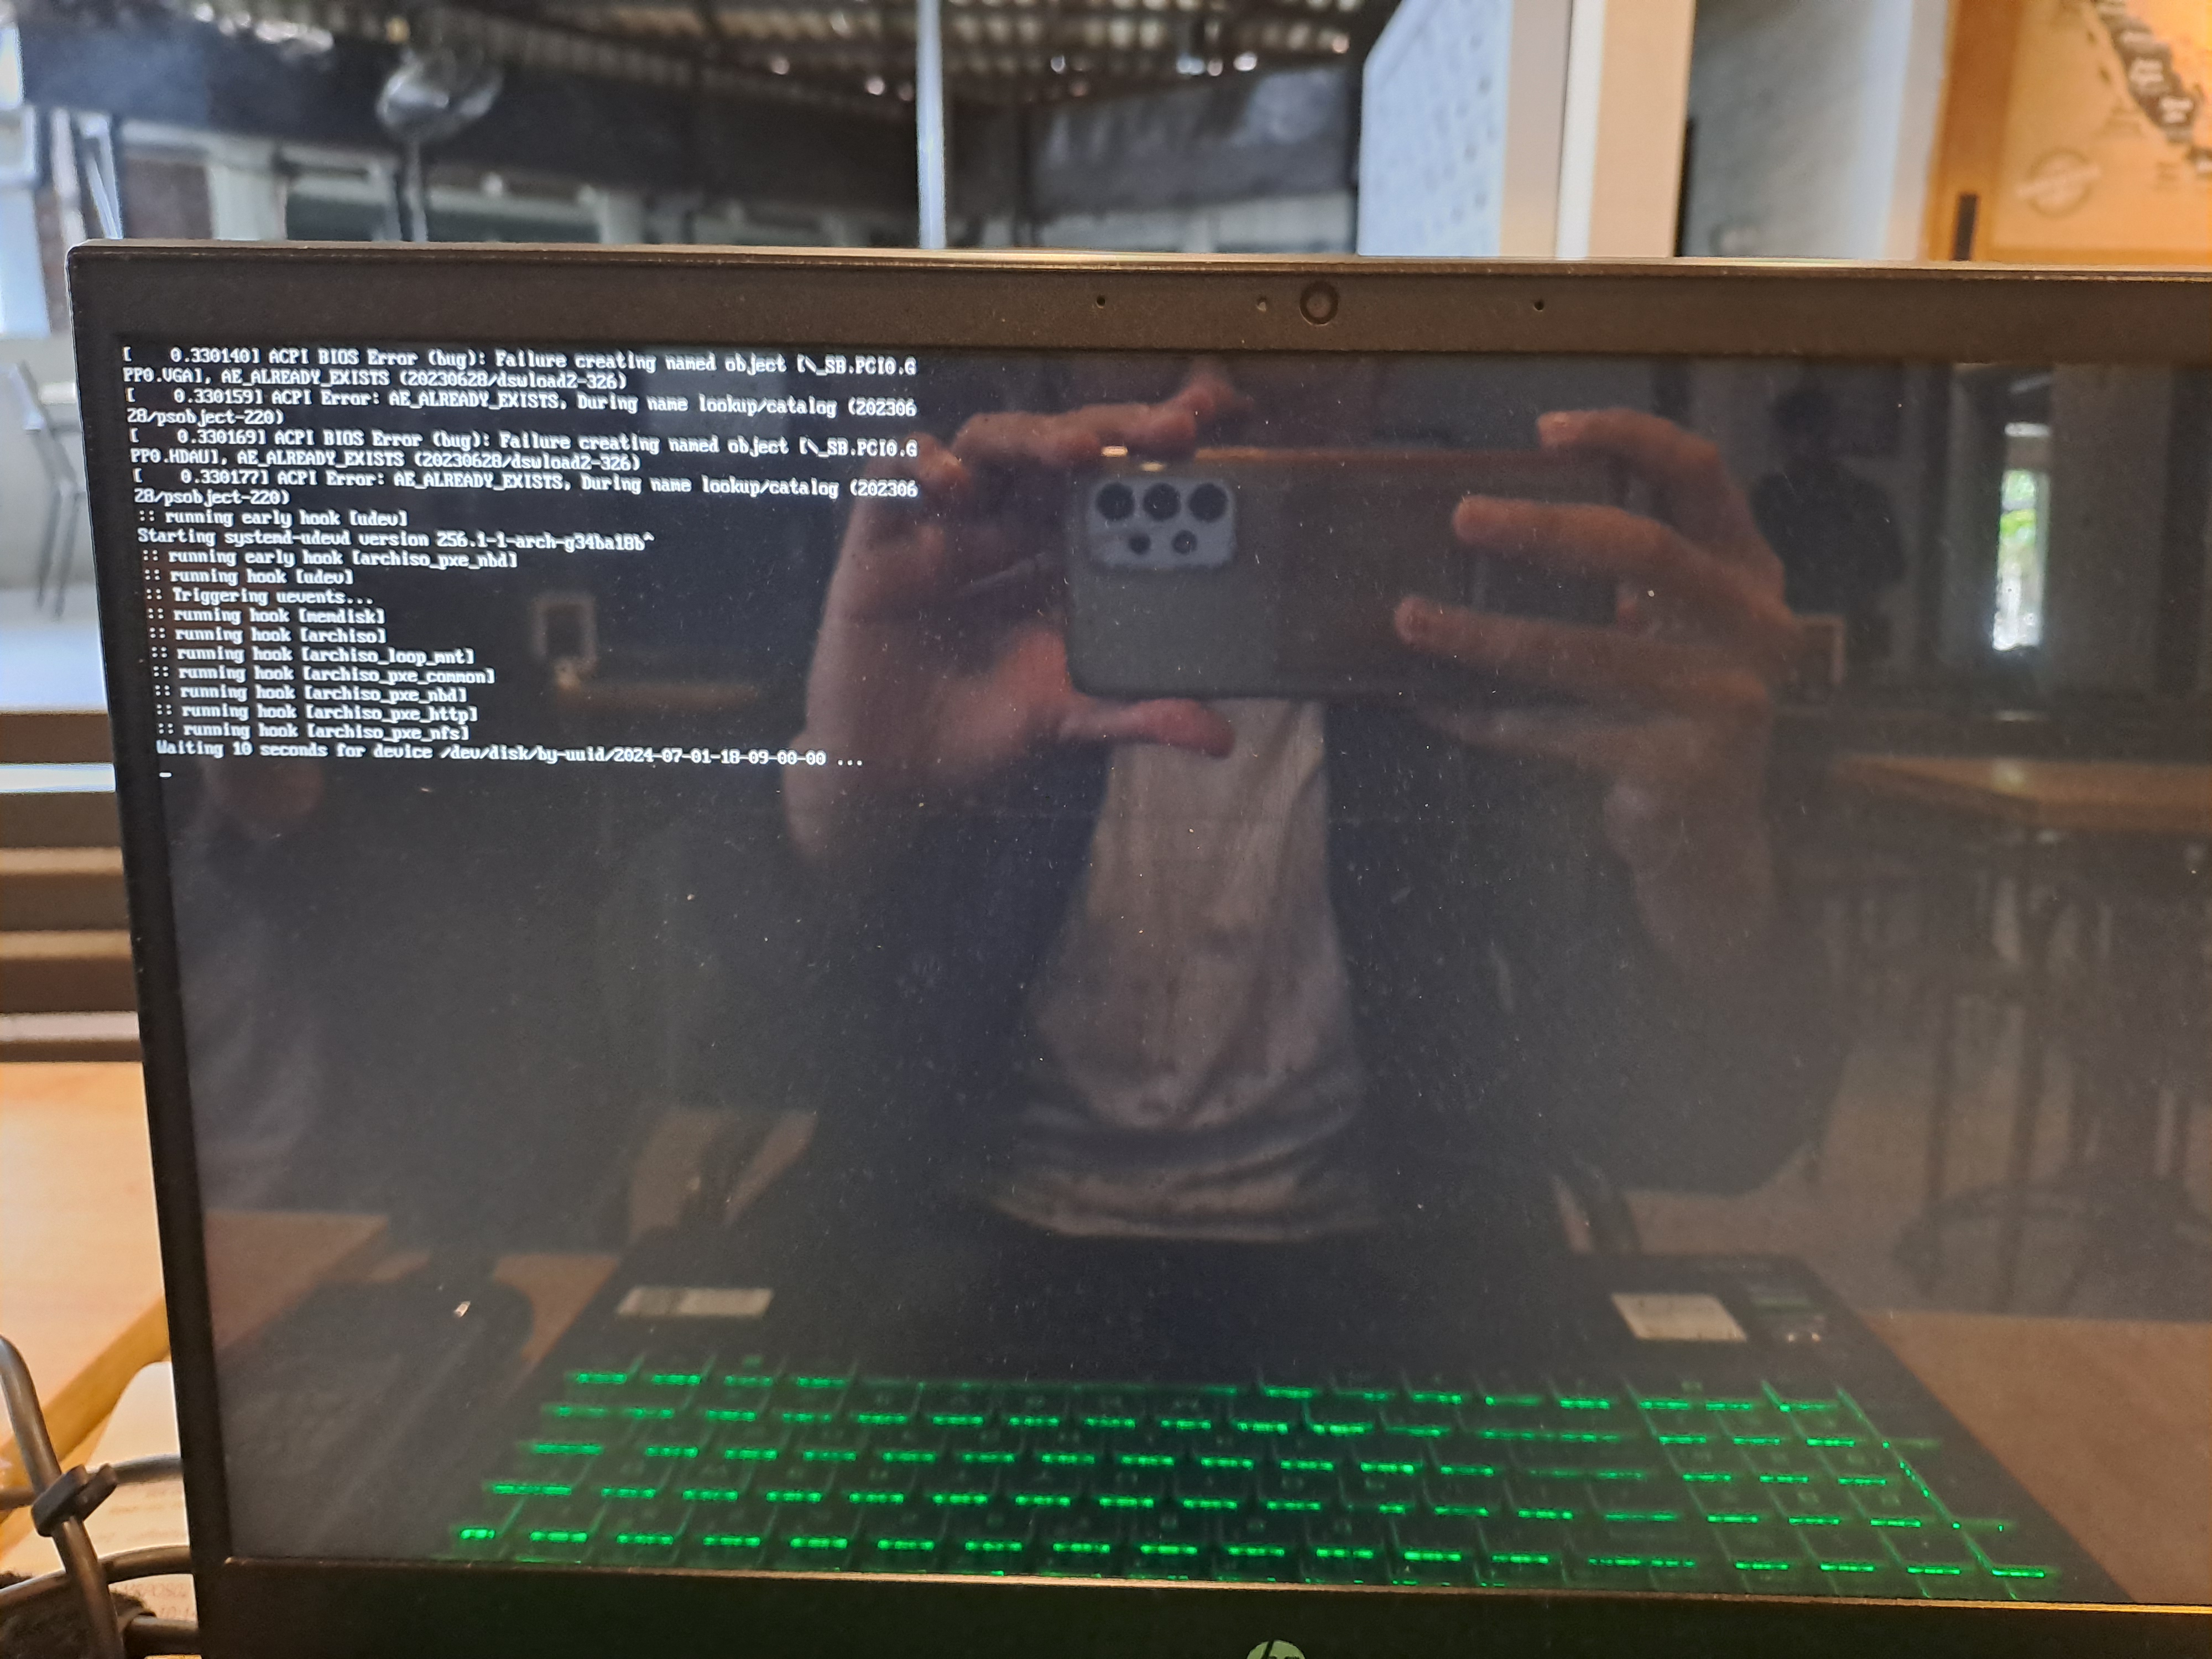 [    0.330140] ACPI BIOS Error (bug): Failure creating named object [\_SB.PCI0.G
PP0.VGA], AE_ALREADY_EXISTS (20230628/dswload2-326)
[    0.330159] ACPI Error: AE_ALREADY_EXISTS, During name lookup/catalog (202306
28/psobject-220)
[    0.330169] ACPI BIOS Error (bug): Failure creating named object [\_SB.PCI0.G
PP0.HDAU], AE_ALREADY_EXISTS (20230628/dswload2-326)
[    0.330177] ACPI Error: AE_ALREADY_EXISTS, During name lookup/catalog (202306
28/psobject-220)
:: running early hook [udev]
Starting systemd-udevd version 256.1-1-arch-g34ba18b^
:: running early hook [archiso_pxe_nbd]
:: running hook [udev]
:: Triggering uevents...
:: running hook [memdisk]
:: running hook [archiso]
:: running hook [archiso_loop_mnt]
:: running hook [archiso_pxe_common]
:: running hook [archiso_pxe_nbd]
:: running hook [archiso_pxe_http]
:: running hook [archiso_pxe_nfs]
Waiting 10 seconds for device /dev/disk/by-uuid/2024-07-01-18-09-00-00 ...
_
hp